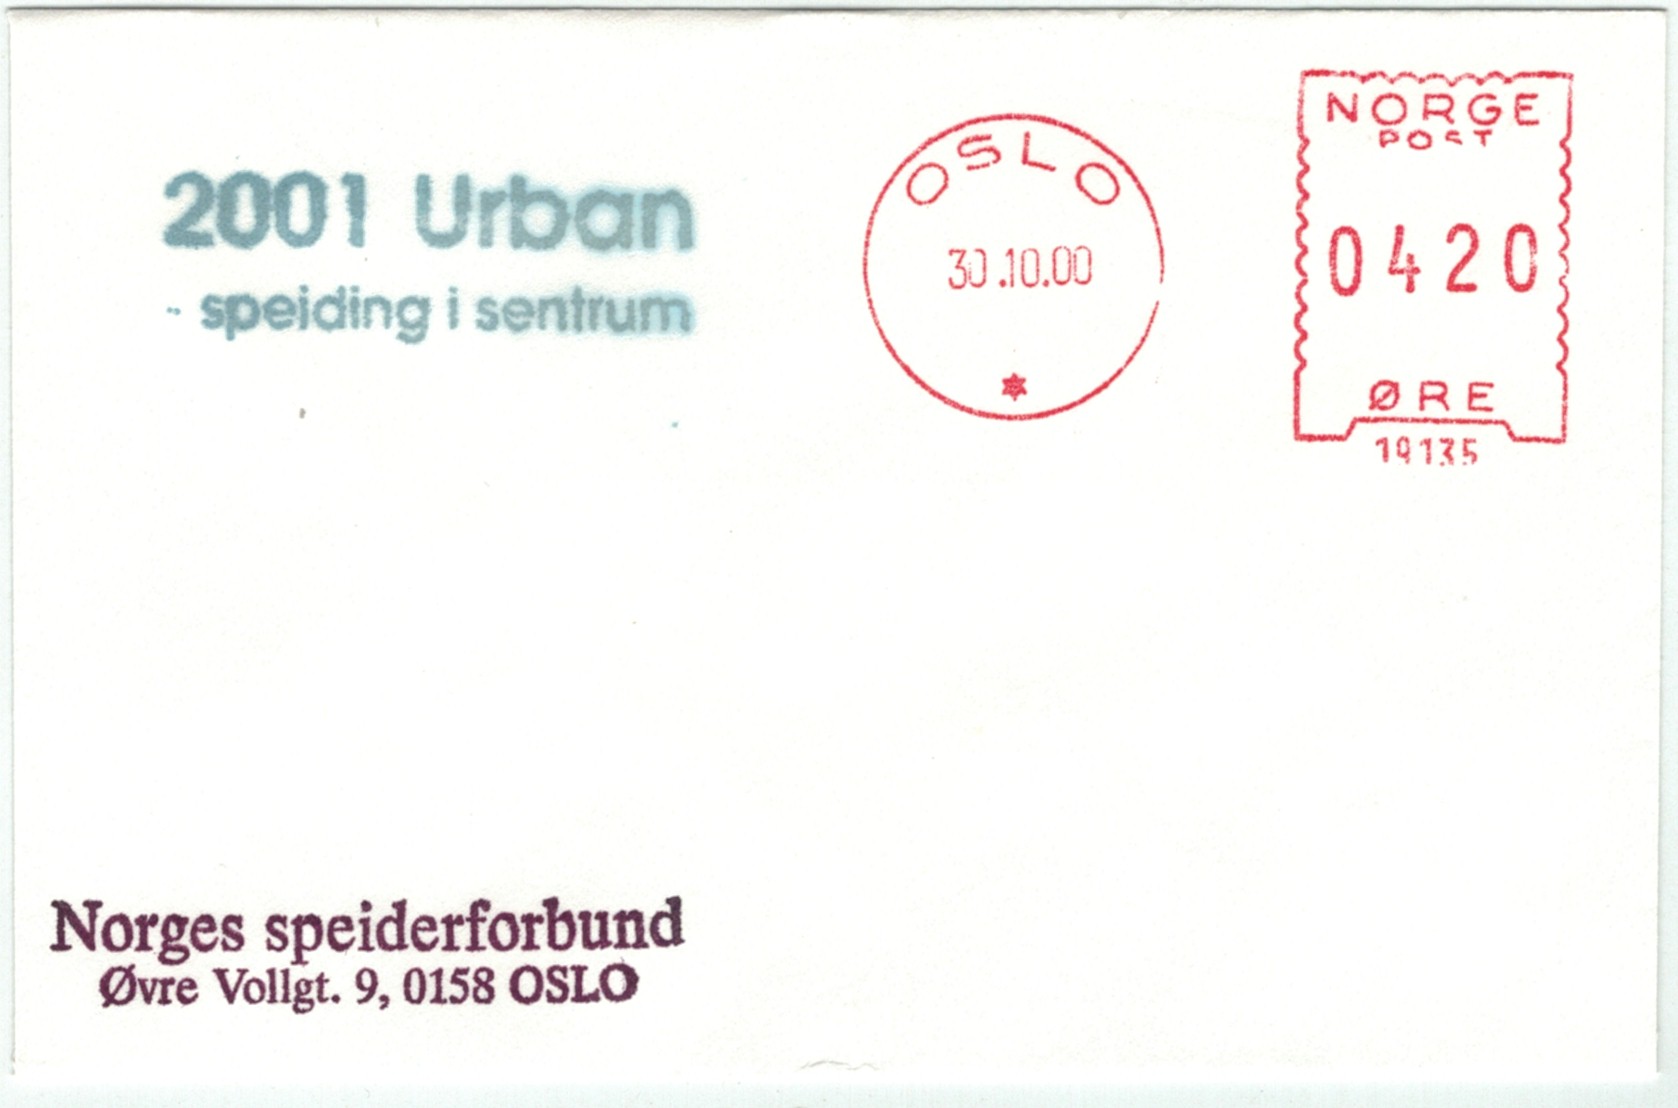 2001 Urban
- speiding i sentrum
OSLO
30.10.00
NORGE
POST
0420
ØRE
19135
Norges speiderforbund
Øvre Vollgt. 9, 0158 OSLO